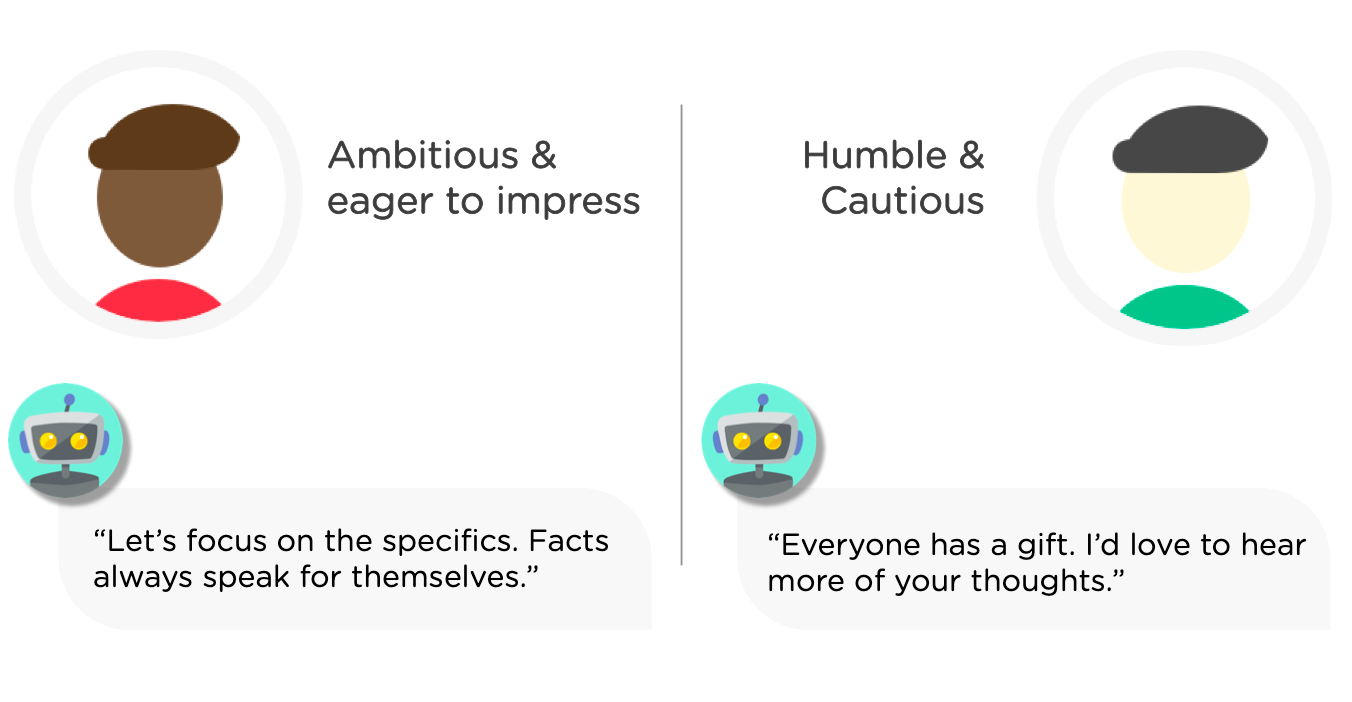 Ambitious &
eager to impress
Humble &
Cautious
“Let’s focus on the specifics. Facts
always speak for themselves.”
“Everyone has a gift. I’d love to hear
more of your thoughts.”